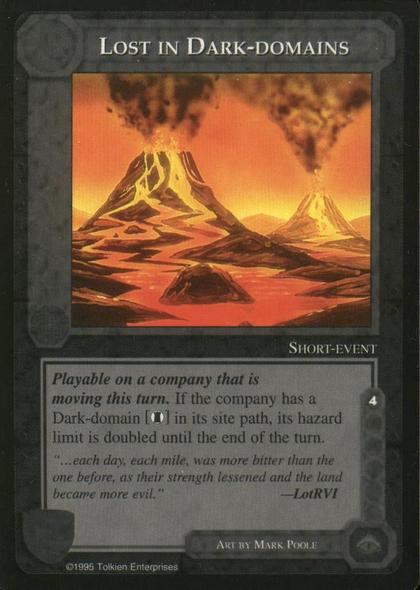 LOST IN DARK-DOMAINS
SHORT-EVENT
Playable on a company that is
moving this turn. If the company has a
Dark-domain [] in its site path, its hazard
limit is doubled until the end of the turn.
4
“...each day, each mile, was more bitter than the
one before, as their strength lessened and the land
became more evil.” —LotRVI
ART BY MARK POOLE
©1995 Tolkien Enterprises